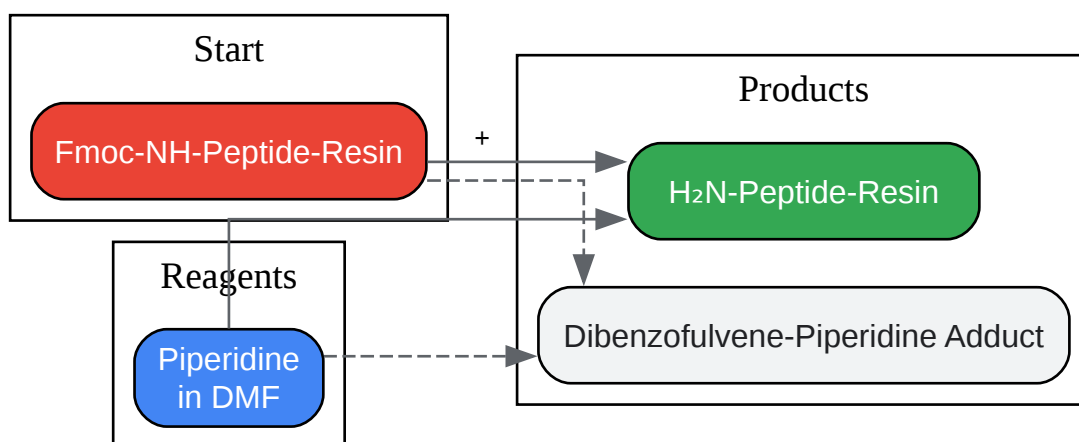 Start
Fmoc-NH-Peptide-Resin
+
Products
H₂N-Peptide-Resin
Reagents
Piperidine
in DMF
Dibenzofulvene-Piperidine Adduct